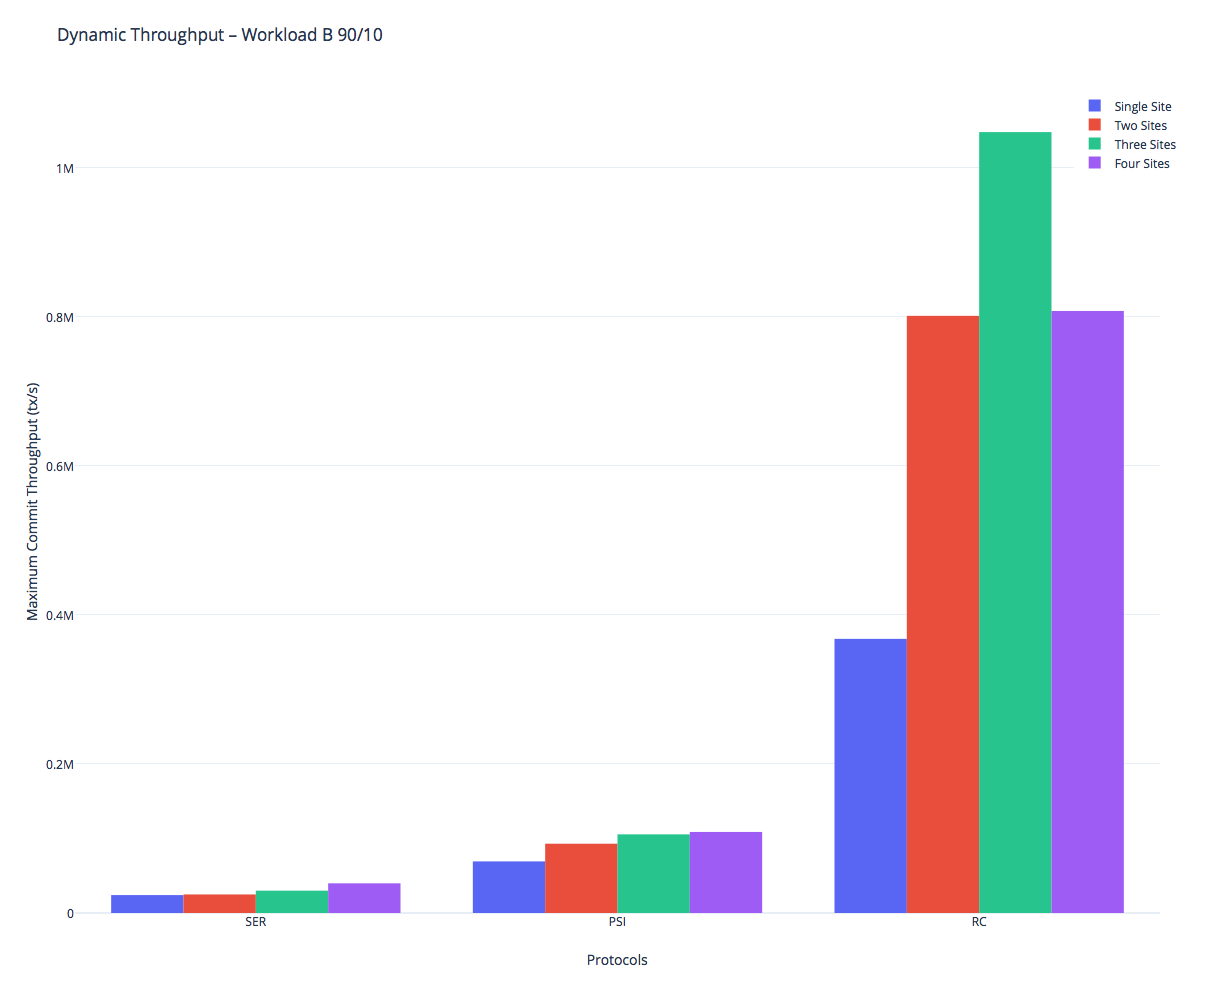 Dynamic Throughput – Workload B 90/10
Single Site
Two Sites
Three Sites
Four Sites
1M
0.8M
0.6M
0.4M
0.2M
0
Maximum Commit Throughput (tx/s)
SER
PSI
RC
Protocols